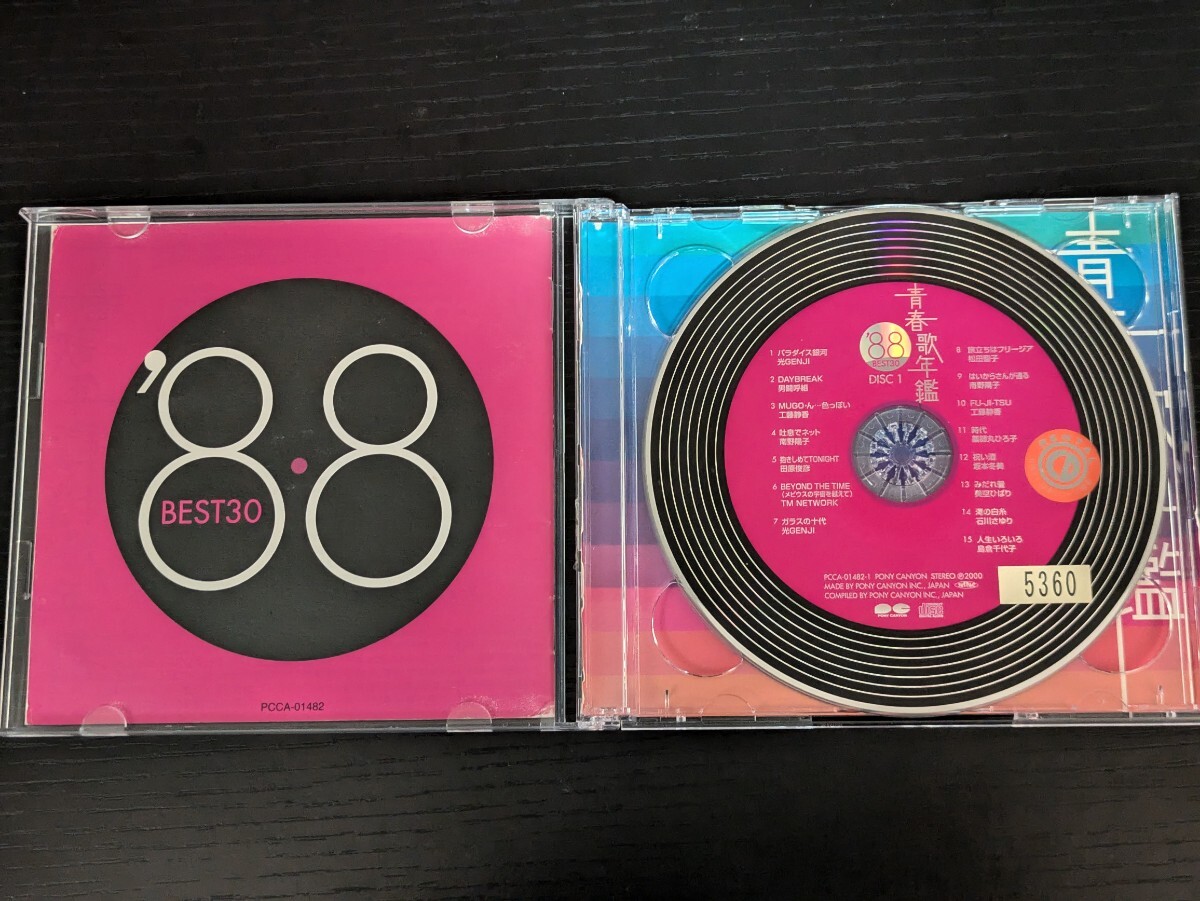 '88
BEST30
PCCA-01482
青春歌年鑑
'88
BEST30
DISC 1
1 パラダイス銀河
光GENJI
2 DAYBREAK
男闘呼組
3 MUGO・ん…色っぽい
工藤静香
4 吐息でネット
南野陽子
5 抱きしめてTONIGHT
田原俊彦
6 BEYOND THE TIME
(メビウスの宇宙を越えて)
TM NETWORK
7 ガラスの十代
光GENJI
8 旅立ちはフリージア
松田聖子
9 はいからさんが通る
南野陽子
10 FU-JI-TSU
工藤静香
11 時代
薬師丸ひろ子
12 祝い酒
坂本冬美
13 みだれ髪
美空ひばり
14 滝の白糸
石川さゆり
15 人生いろいろ
島倉千代子
PCCA-01482-1 PONY CANYON STEREO ℗2000
MADE BY PONY CANYON INC., JAPAN
COMPILED BY PONY CANYON INC., JAPAN
PONY CANYON
5360
青
鑑